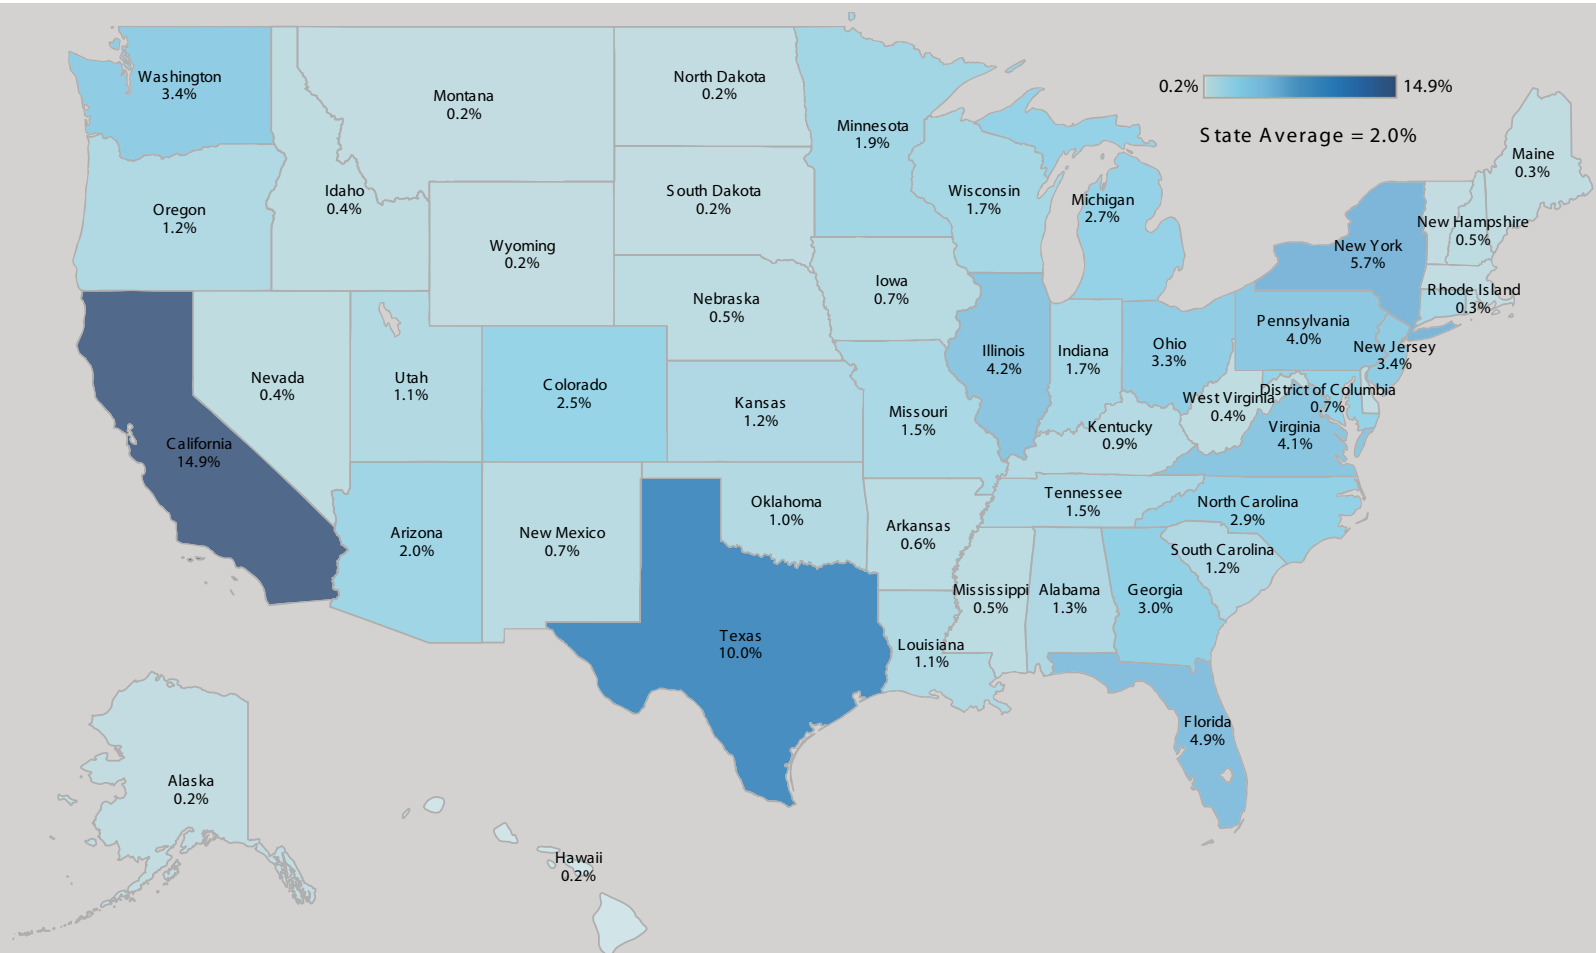 Washington
3.4%
Montana
0.2%
North Dakota
0.2%
Minnesota
1.9%
0.2%
14.9%
State Average = 2.0%
Maine
0.3%
Oregon
1.2%
Idaho
0.4%
Wyoming
0.2%
South Dakota
0.2%
Wisconsin
1.7%
Michigan
2.7%
New York
5.7%
New Hampshire
0.5%
Rhode Island
0.3%
Nebraska
0.5%
Iowa
0.7%
Illinois
4.2%
Indiana
1.7%
Ohio
3.3%
Pennsylvania
4.0%
New Jersey
3.4%
Nevada
0.4%
Utah
1.1%
Colorado
2.5%
Kansas
1.2%
Missouri
1.5%
Kentucky
0.9%
West Virginia
0.4%
District of Columbia
0.7%
Virginia
4.1%
California
14.9%
Arizona
2.0%
New Mexico
0.7%
Oklahoma
1.0%
Arkansas
0.6%
Tennessee
1.5%
North Carolina
2.9%
South Carolina
1.2%
Texas
10.0%
Louisiana
1.1%
Mississippi
0.5%
Alabama
1.3%
Georgia
3.0%
Florida
4.9%
Alaska
0.2%
Hawaii
0.2%